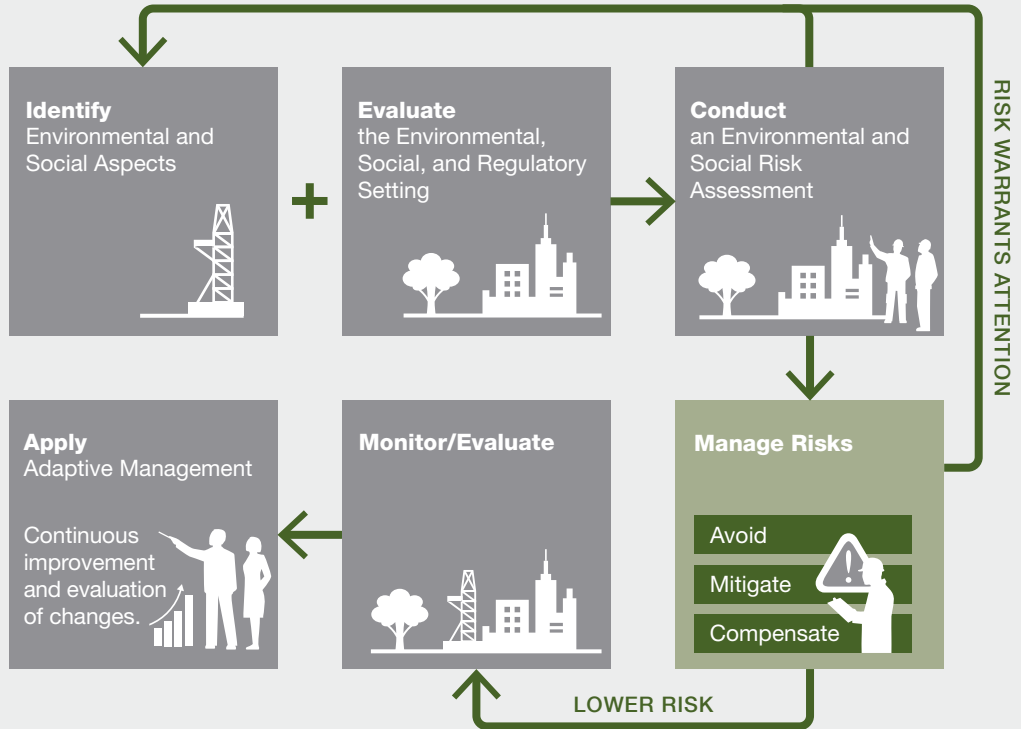 Identify
Environmental and
Social Aspects
+
Evaluate
the Environmental,
Social, and Regulatory
Setting
Conduct
an Environmental and
Social Risk
Assessment
RISK WARRANTS ATTENTION
Manage Risks
Avoid
Mitigate
Compensate
!
LOWER RISK
Monitor/Evaluate
Apply
Adaptive Management
Continuous
improvement
and evaluation
of changes.